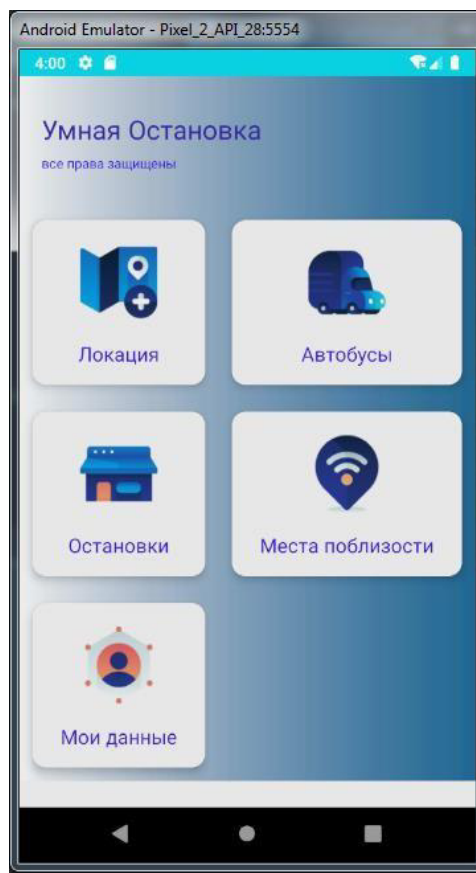 Android Emulator - Pixel_2_API_28:5554
4:00
Умная Остановка
все права защищены
Локация
Автобусы
Остановки
Места поблизости
Мои данные